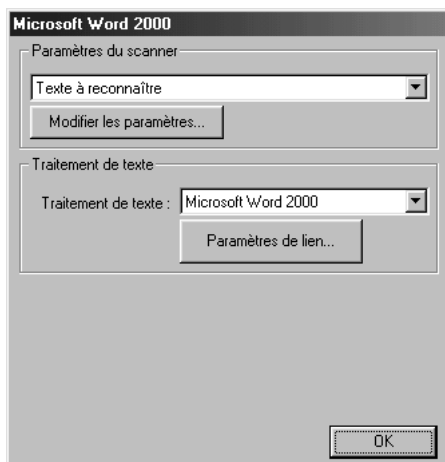 Microsoft Word 2000
Paramètres du scanner
Texte à reconnaître
Modifier les paramètres...
Traitement de texte
Traitement de texte : Microsoft Word 2000
Paramètres de lien...
OK